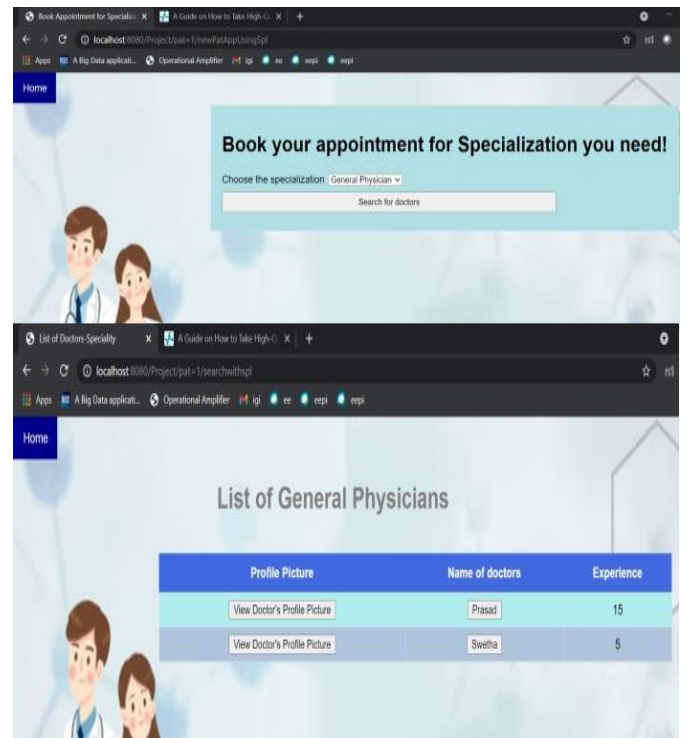 Book Appointment for Specializ
A Guide on How to Take High-Q
localhost:8080/Project/pat=1/newPatAppUsingSpl
Apps
A Big Data applicati...
Operational Amplifier
igi
ee
eepi
eepi
Home
Book your appointment for Specialization you need!
Choose the specialization General Physician
Search for doctors
List of Doctors-Speciality
A Guide on How to Take High-Q
localhost:8080/Project/pat=1/searchwithspl
Apps
A Big Data applicati...
Operational Amplifier
igi
ee
eepi
eepi
Home
List of General Physicians
Profile Picture Name of doctors Experience
View Doctor's Profile Picture Prasad 15
View Doctor's Profile Picture Swetha 5